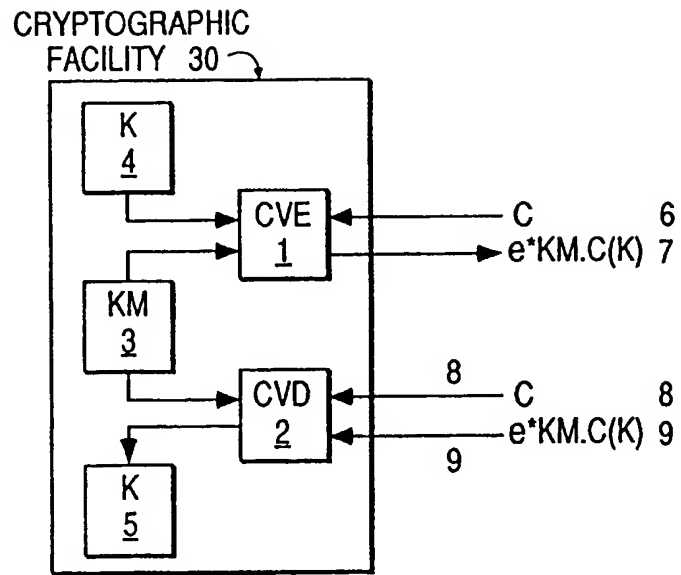 CRYPTOGRAPHIC
FACILITY 30
K
4
CVE
1
C 6
e*KM.C(K) 7
KM
3
CVD
2
8
C 8
e*KM.C(K) 9
9
K
5